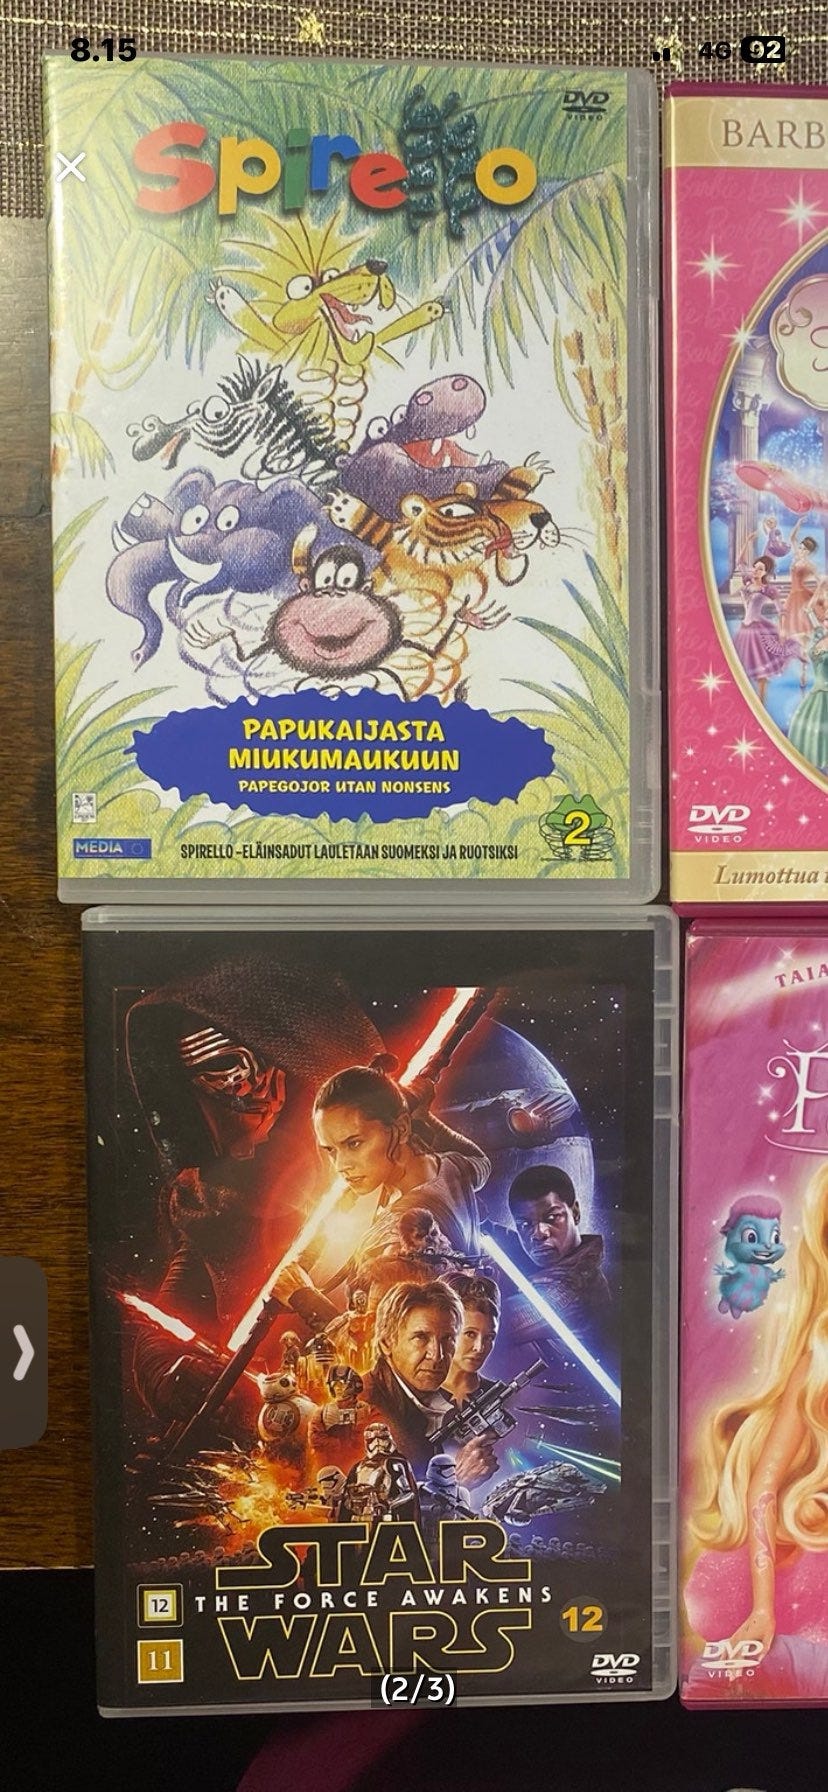 8.15
4G 92
Spirello
DVD
VIDEO
PAPUKAIJASTA
MIUKUMAUKUUN
PAPEGOJOR UTAN NONSENS
2
MEDIA
SPIRELLO -ELÄINSADUT LAULETAAN SUOMEKSI JA RUOTSIKSI
BARB
DVD
VIDEO
Lumottua
TAIA
STAR
THE FORCE AWAKENS
WARS
12
11
12
DVD
VIDEO
DVD
VIDEO
(2/3)